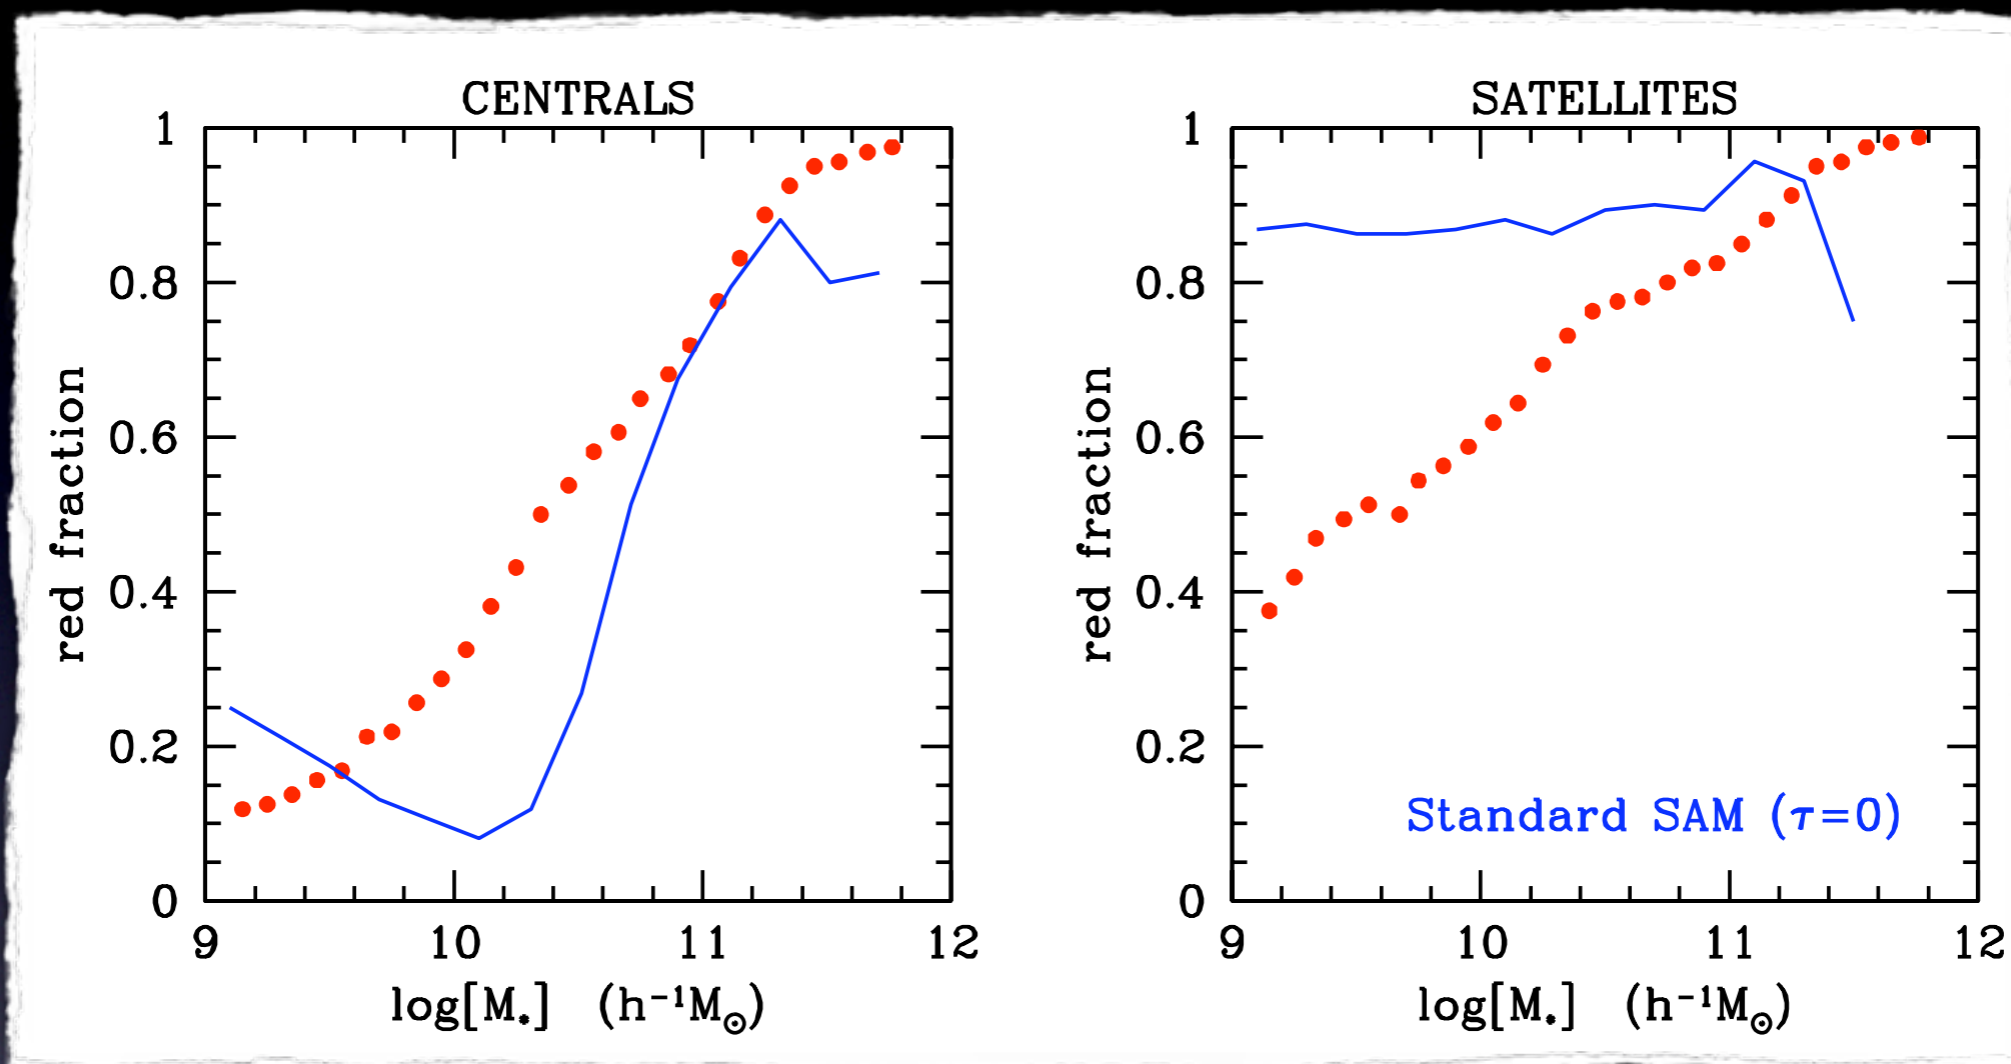 CENTRALS
1
0.8
0.6
0.4
0.2
0
red fraction
9 10 11 12
log[M*] (h⁻¹M⊙)
SATELLITES
1
0.8
0.6
0.4
0.2
0
red fraction
Standard SAM (τ=0)
9 10 11 12
log[M*] (h⁻¹M⊙)